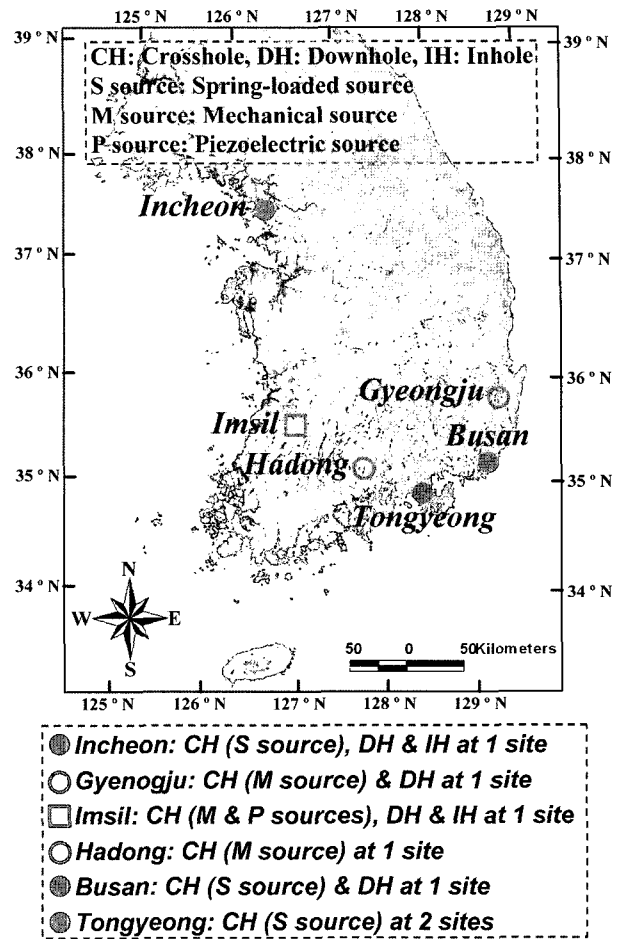 125 ° N 126 ° N 127 ° N 128 ° N 129 ° N
39 ° N 39 ° N
CH: Crosshole, DH: Downhole, IH: Inhole
S source: Spring-loaded source
M source: Mechanical source
P source: Piezoelectric source
38 ° N 38 ° N
Incheon
37 ° N 37 ° N
36 ° N 36 ° N
Gyeongju
Imsil
Busan
Hadong
35 ° N 35 ° N
Tongyeong
34 ° N 34 ° N
N
W E
S
50 0 50 Kilometers
125 ° N 126 ° N 127 ° N 128 ° N 129 ° N
Incheon: CH (S source), DH & IH at 1 site
Gyenogju: CH (M source) & DH at 1 site
Imsil: CH (M & P sources), DH & IH at 1 site
Hadong: CH (M source) at 1 site
Busan: CH (S source) & DH at 1 site
Tongyeong: CH (S source) at 2 sites